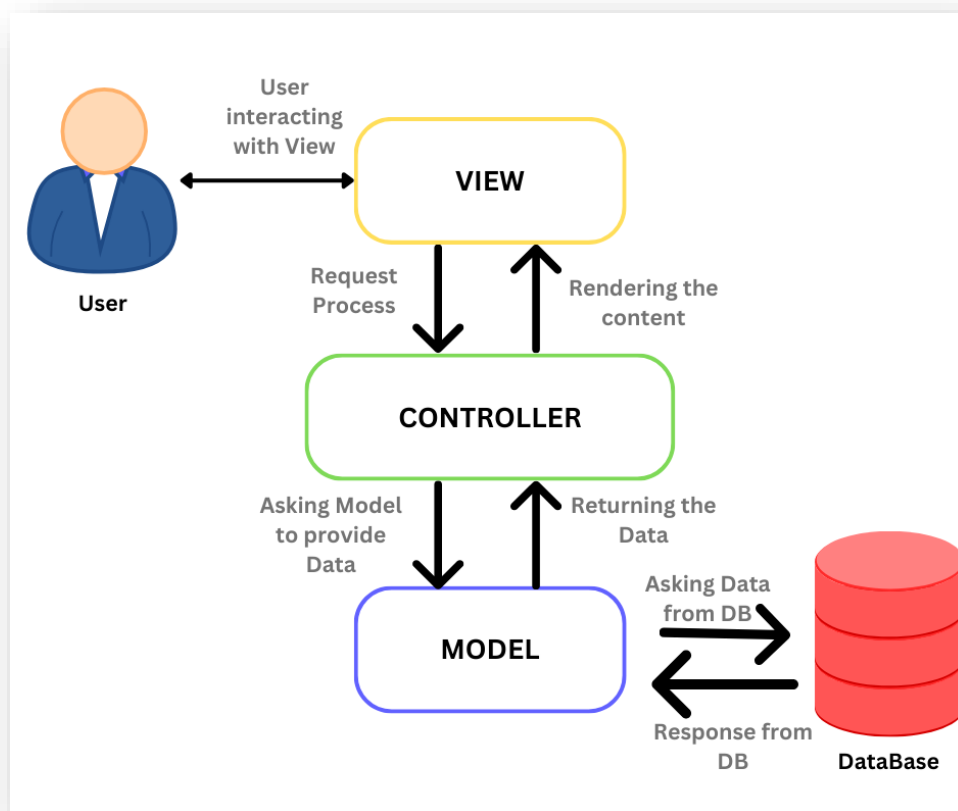 User
interacting
with View
VIEW
User
Request
Process
Rendering the
content
CONTROLLER
Asking Model
to provide
Data
Returning the
Data
MODEL
Asking Data
from DB
Response from
DB
DataBase